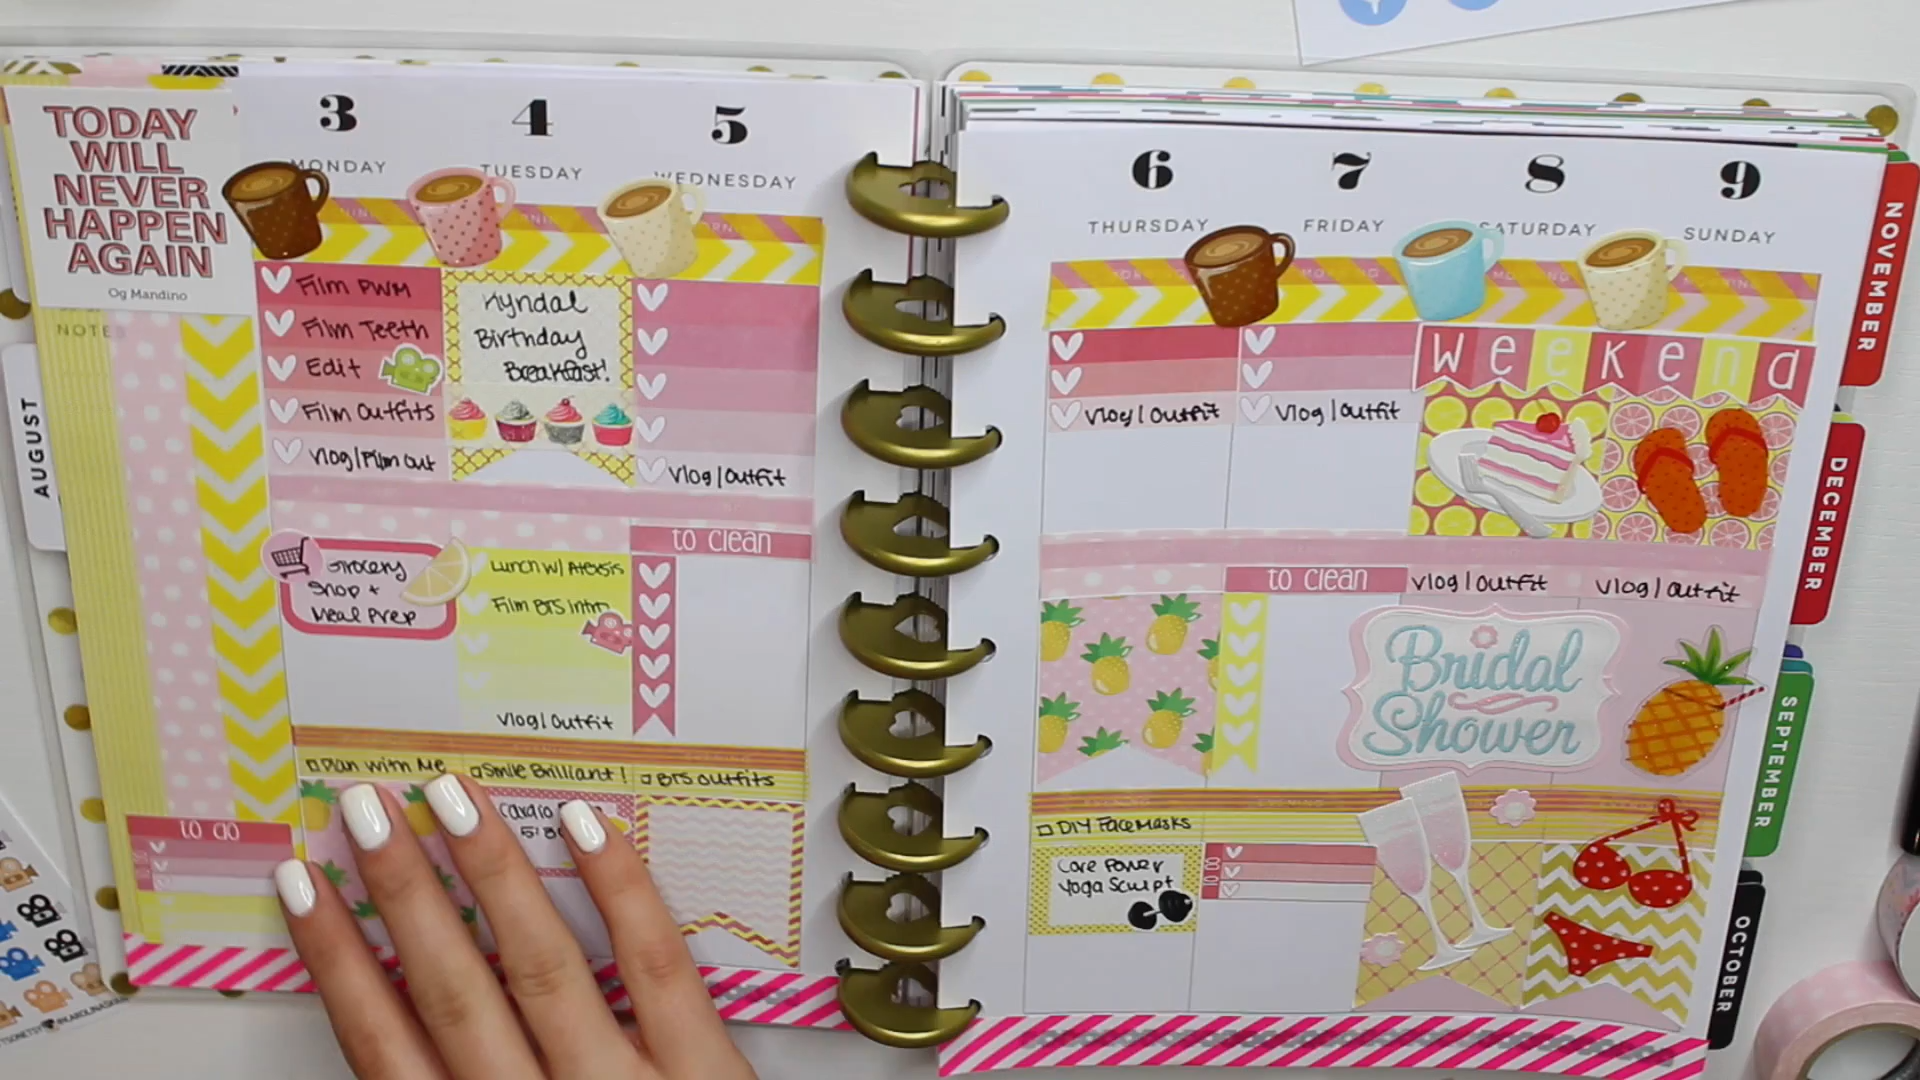 TODAY
WILL
NEVER
HAPPEN
AGAIN
Og Mandino
NOTES
AUGUST
3
MONDAY
4
TUESDAY
5
WEDNESDAY
Film PWM
Film Teeth
Edit
Film Outfits
Vlog/Film Out
Kyndal
Birthday
Breakfast!
Vlog/Outfit
Grocery
Shop +
Meal Prep
Lunch w/ Alexis
Film BTS intro
Vlog/Outfit
to clean
Plan with Me
Smile Brilliant!
BTS Outfits
Cardio
to do
6
THURSDAY
7
FRIDAY
8
SATURDAY
9
SUNDAY
MORNING
MORNING
Vlog/Outfit
Vlog/Outfit
Weekend
to clean
Vlog/Outfit
Vlog/Outfit
Bridal
Shower
DIY Face Masks
Core Power
Yoga Sculpt
NOVEMBER
DECEMBER
SEPTEMBER
OCTOBER